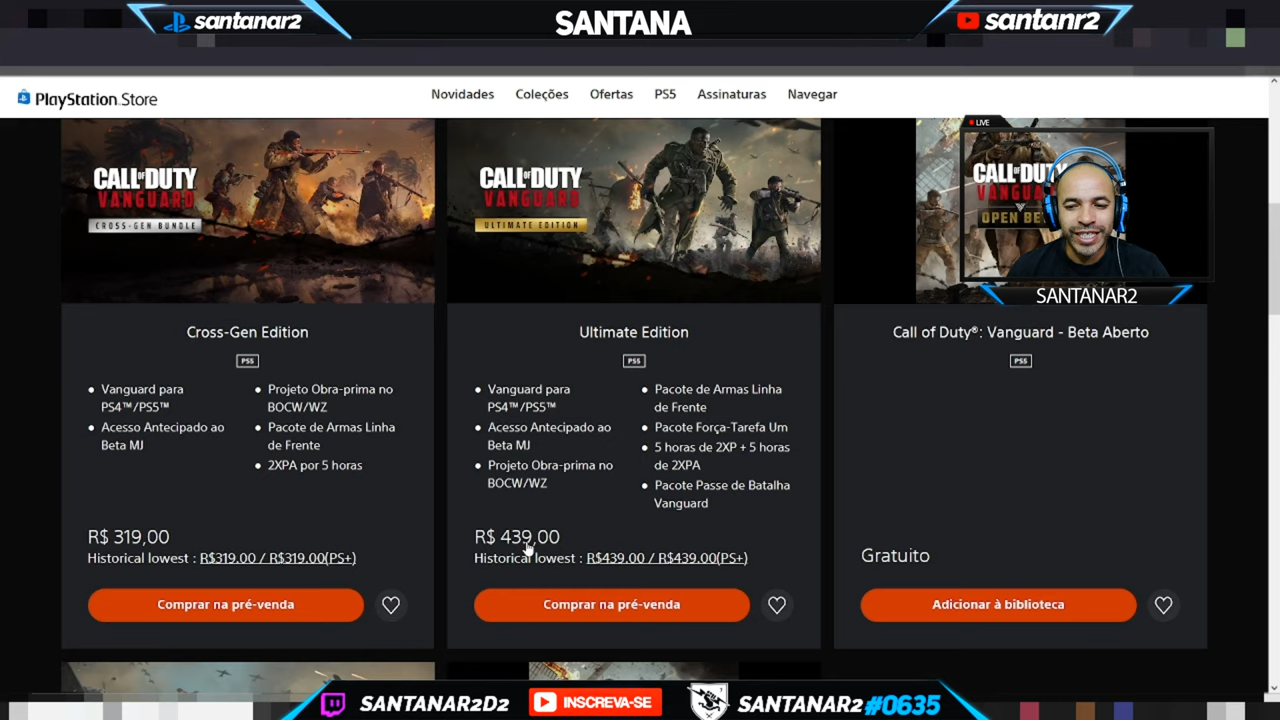 santanar2
SANTANA
santanr2
PlayStation Store
Novidades
Coleções
Ofertas
PS5
Assinaturas
Navegar
CALL OF DUTY
VANGUARD
CROSS-GEN BUNDLE
CALL OF DUTY
VANGUARD
ULTIMATE EDITION
LIVE
CALL OF DUTY
VANGUARD
OPEN BE
SANTANAR2
Cross-Gen Edition
PS5
Vanguard para
PS4™/PS5™
Acesso Antecipado ao
Beta MJ
Projeto Obra-prima no
BOCW/WZ
Pacote de Armas Linha
de Frente
2XPA por 5 horas
R$ 319,00
Historical lowest : R$319.00 / R$319.00(PS+)
Comprar na pré-venda
Ultimate Edition
PS5
Vanguard para
PS4™/PS5™
Acesso Antecipado ao
Beta MJ
Projeto Obra-prima no
BOCW/WZ
Pacote de Armas Linha
de Frente
Pacote Força-Tarefa Um
5 horas de 2XP + 5 horas
de 2XPA
Pacote Passe de Batalha
Vanguard
R$ 439,00
Historical lowest : R$439.00 / R$439.00(PS+)
Comprar na pré-venda
Call of Duty®: Vanguard - Beta Aberto
PS5
Gratuito
Adicionar à biblioteca
SANTANAR2D2
INSCREVA-SE
SANTANAR2#0635